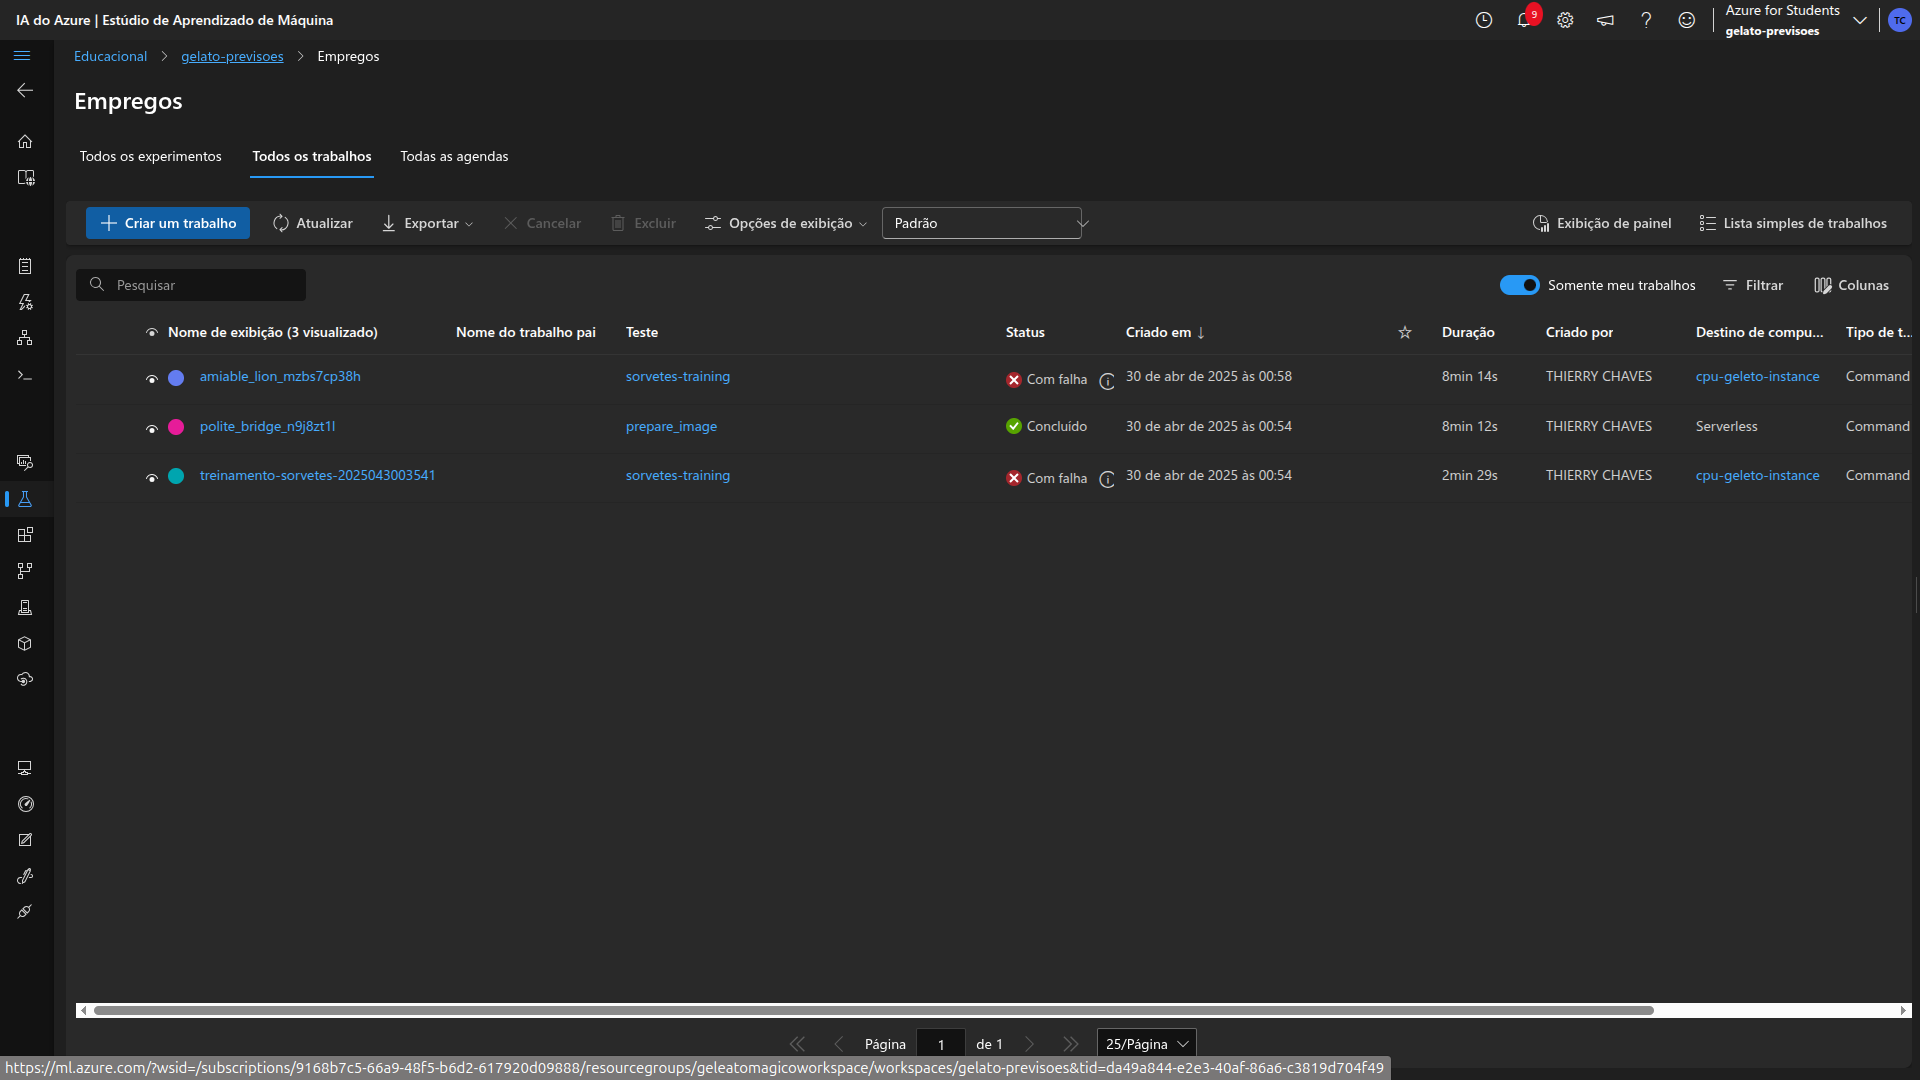 IA do Azure | Estúdio de Aprendizado de Máquina
9
Azure for Students
gelato-previsoes
TC
Educacional > gelato-previsoes > Empregos
Empregos
Todos os experimentos Todos os trabalhos Todas as agendas
Criar um trabalho Atualizar Exportar Cancelar Excluir Opções de exibição Padrão Exibição de painel Lista simples de trabalhos
Pesquisar Somente meu trabalhos Filtrar Colunas
Nome de exibição (3 visualizado) Nome do trabalho pai Teste Status Criado em ↓ Duração Criado por Destino de compu... Tipo de t...
amiable_lion_mzbs7cp38h sorvetes-training Com falha 30 de abr de 2025 às 00:58 8min 14s THIERRY CHAVES cpu-geleto-instance Command
polite_bridge_n9j8zt1l prepare_image Concluído 30 de abr de 2025 às 00:54 8min 12s THIERRY CHAVES Serverless Command
treinamento-sorvetes-2025043003541 sorvetes-training Com falha 30 de abr de 2025 às 00:54 2min 29s THIERRY CHAVES cpu-geleto-instance Command
Página 1 de 1 25/Página
https://ml.azure.com/?wsid=/subscriptions/9168b7c5-66a9-48f5-b6d2-617920d09888/resourcegroups/geleatomagicoworkspace/workspaces/gelato-previsoes&tid=da49a844-e2e3-40af-86a6-c3819d704f49